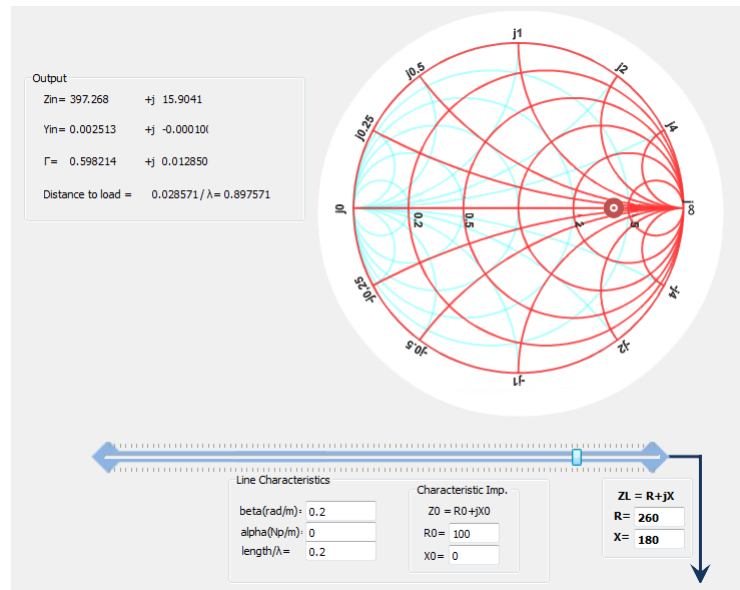 Output
Zin= 397.268 +j 15.9041
Yin= 0.002513 +j -0.00010(
Γ= 0.598214 +j 0.012850
Distance to load = 0.028571 / λ= 0.897571
j1
j0.5
j2
j0.25
j4
j0
0.2
0.5
2
5
j∞
-j0.25
-j4
-j0.5
-j2
-j1
Line Characteristics
beta(rad/m)= 0.2
alpha(Np/m)= 0
length/λ= 0.2
Characteristic Imp.
Z0 = R0+jX0
R0= 100
X0= 0
ZL = R+jX
R= 260
X= 180